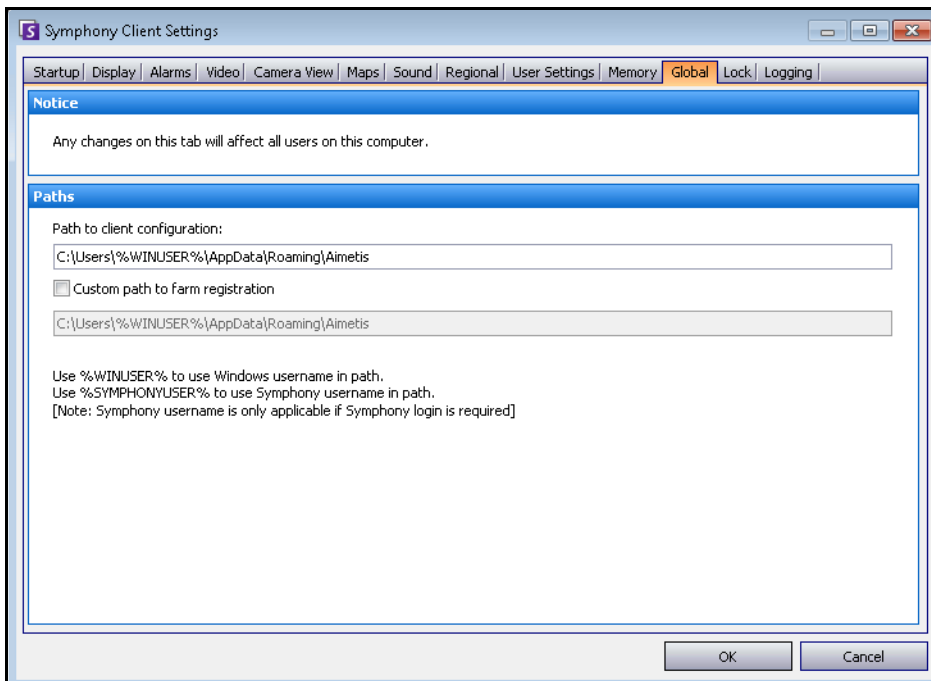 Symphony Client Settings
Startup Display Alarms Video Camera View Maps Sound Regional User Settings Memory Global Lock Logging
Notice
Any changes on this tab will affect all users on this computer.
Paths
Path to client configuration:
C:\Users\%WINUSER%\AppData\Roaming\Aimetis
Custom path to farm registration
C:\Users\%WINUSER%\AppData\Roaming\Aimetis
Use %WINUSER% to use Windows username in path.
Use %SYMPHONYUSER% to use Symphony username in path.
[Note: Symphony username is only applicable if Symphony login is required]
OK Cancel